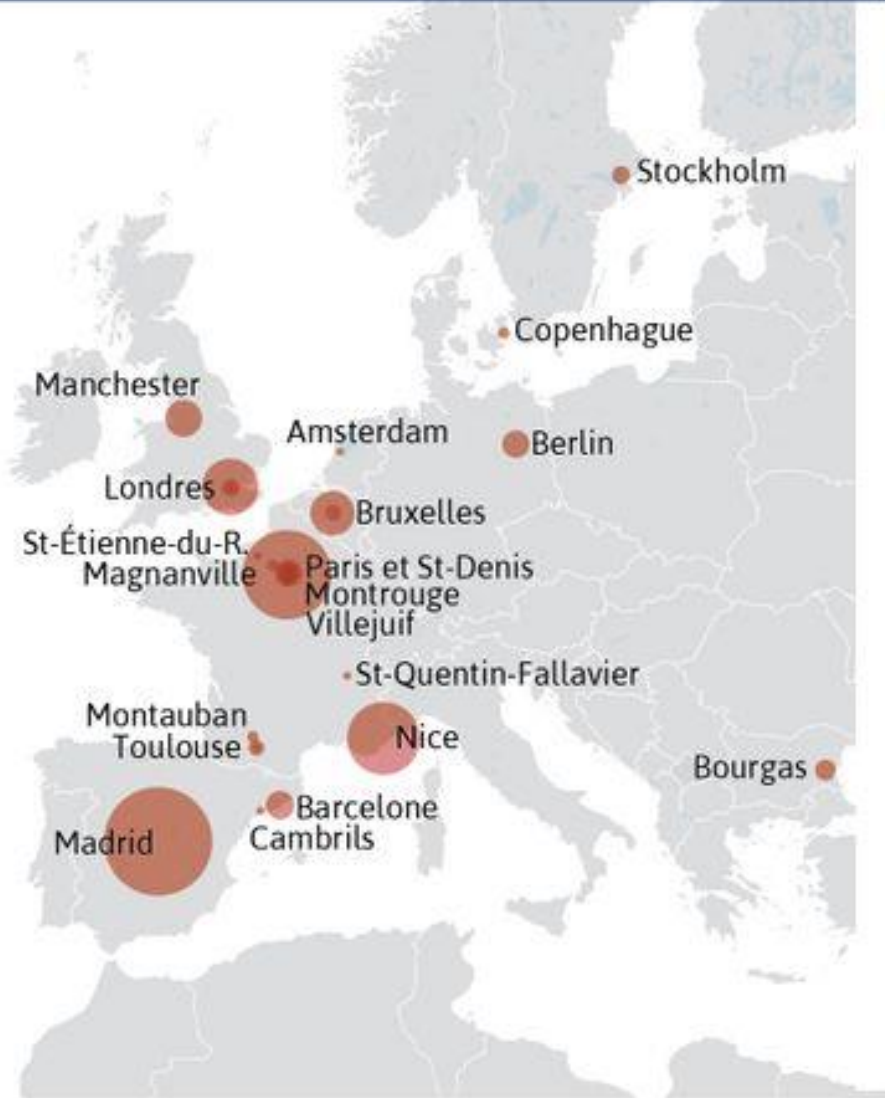 Stockholm
Copenhague
Manchester
Amsterdam
Berlin
Londres
Bruxelles
St-Étienne-du-R.
Magnanville
Paris et St-Denis
Montrouge
Villejuif
St-Quentin-Fallavier
Montauban
Toulouse
Nice
Bourgas
Barcelone
Cambrils
Madrid